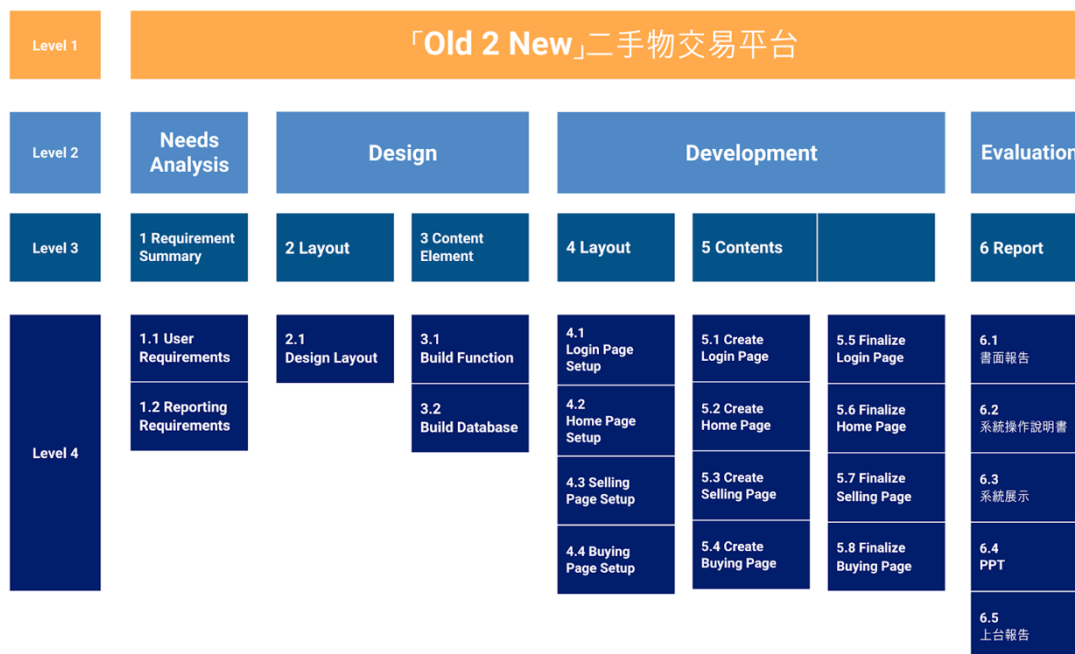 Level 1
「Old 2 New」二手物交易平台
Level 2
Needs
Analysis
Design
Development
Evaluation
Level 3
1 Requirement
Summary
2 Layout
3 Content
Element
4 Layout
5 Contents
6 Report
Level 4
1.1 User
Requirements
1.2 Reporting
Requirements
2.1
Design Layout
3.1
Build Function
3.2
Build Database
4.1
Login Page
Setup
4.2
Home Page
Setup
4.3 Selling
Page Setup
4.4 Buying
Page Setup
5.1 Create
Login Page
5.2 Create
Home Page
5.3 Create
Selling Page
5.4 Create
Buying Page
5.5 Finalize
Login Page
5.6 Finalize
Home Page
5.7 Finalize
Selling Page
5.8 Finalize
Buying Page
6.1
書面報告
6.2
系統操作說明書
6.3
系統展示
6.4
PPT
6.5
上台報告